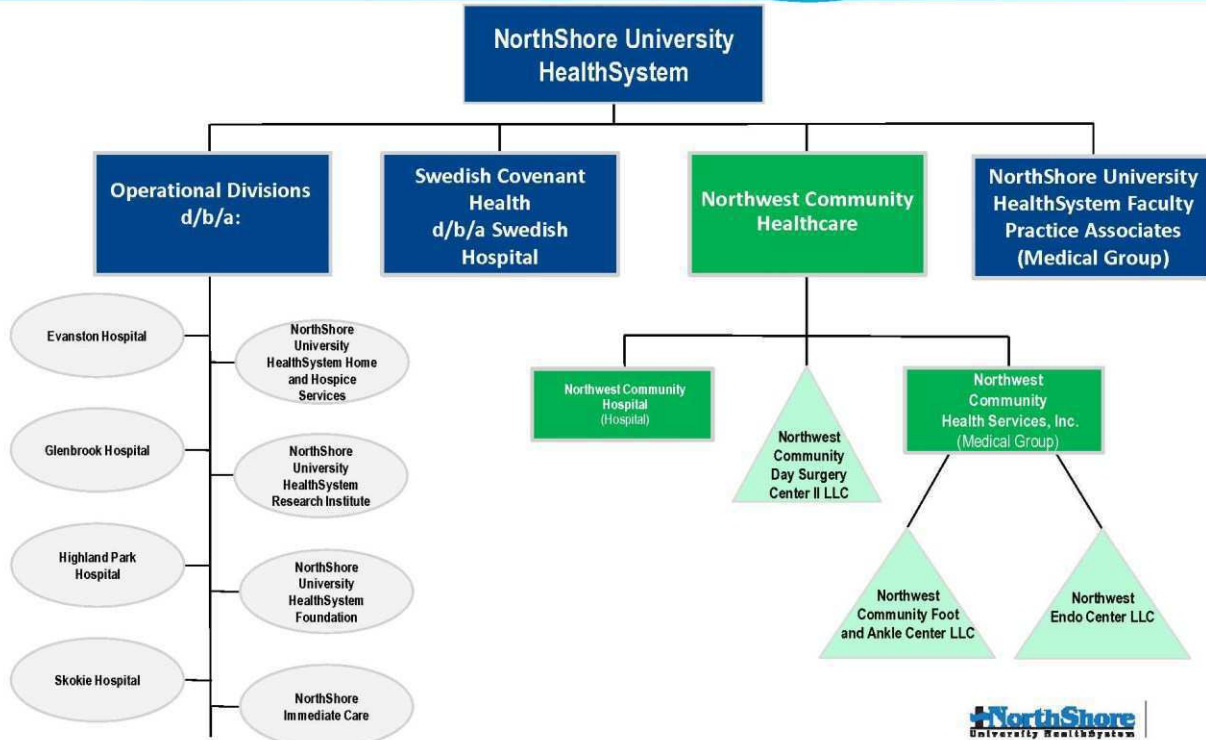 NorthShore University
HealthSystem
Operational Divisions
d/b/a:
Swedish Covenant
Health
d/b/a Swedish
Hospital
Northwest Community
Healthcare
NorthShore University
HealthSystem Faculty
Practice Associates
(Medical Group)
Evanston Hospital
NorthShore
University
HealthSystem Home
and Hospice
Services
Glenbrook Hospital
NorthShore
University
HealthSystem
Research Institute
Highland Park
Hospital
NorthShore
University
HealthSystem
Foundation
Skokie Hospital
NorthShore
Immediate Care
Northwest Community
Hospital
(Hospital)
Northwest
Community
Day Surgery
Center II LLC
Northwest
Community
Health Services, Inc.
(Medical Group)
Northwest
Community Foot
and Ankle Center LLC
Northwest
Endo Center LLC
NorthShore
University HealthSystem